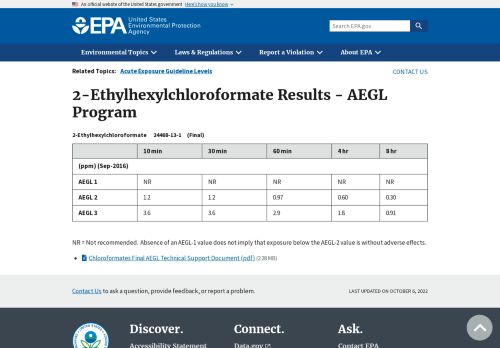 An official website of the United States government Here's how you know
EPA United States
Environmental Protection
Agency
Search EPA.gov
Environmental Topics Laws & Regulations Report a Violation About EPA
Related Topics: Acute Exposure Guideline Levels CONTACT US
2-Ethylhexylchloroformate Results - AEGL
Program
2-Ethylhexylchloroformate 24468-13-1 (Final)
10 min 30 min 60 min 4 hr 8 hr
(ppm) (Sep-2016)
AEGL 1 NR NR NR NR NR
AEGL 2 1.2 1.2 0.97 0.60 0.30
AEGL 3 3.6 3.6 2.9 1.8 0.91
NR = Not recommended. Absence of an AEGL-1 value does not imply that exposure below the AEGL-2 value is without adverse effects.
Chloroformates Final AEGL Technical Support Document (pdf) (2.28 MB)
Contact Us to ask a question, provide feedback, or report a problem. LAST UPDATED ON OCTOBER 6, 2022
Discover. Connect. Ask.
Accessibility Statement Data.gov Contact EPA